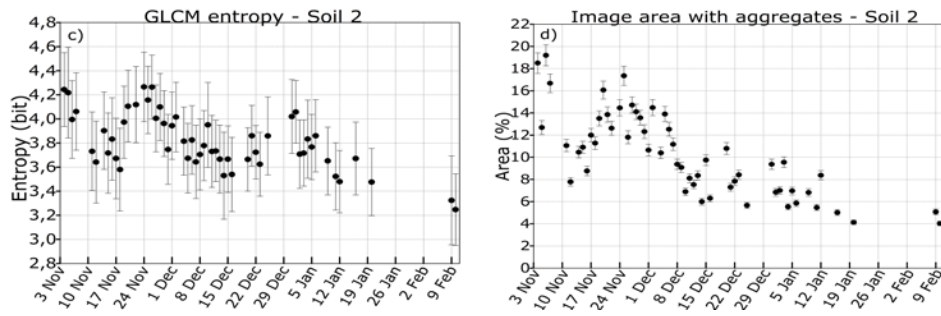 GLCM entropy - Soil 2
c)
Entropy (bit)
4,8
4,6
4,4
4,2
4,0
3,8
3,6
3,4
3,2
3,0
2,8
3 Nov
10 Nov
17 Nov
24 Nov
1 Dec
8 Dec
15 Dec
22 Dec
29 Dec
5 Jan
12 Jan
19 Jan
26 Jan
2 Feb
9 Feb
Image area with aggregates - Soil 2
d)
Area (%)
22
20
18
16
14
12
10
8
6
4
2
0
3 Nov
10 Nov
17 Nov
24 Nov
1 Dec
8 Dec
15 Dec
22 Dec
29 Dec
5 Jan
12 Jan
19 Jan
26 Jan
2 Feb
9 Feb